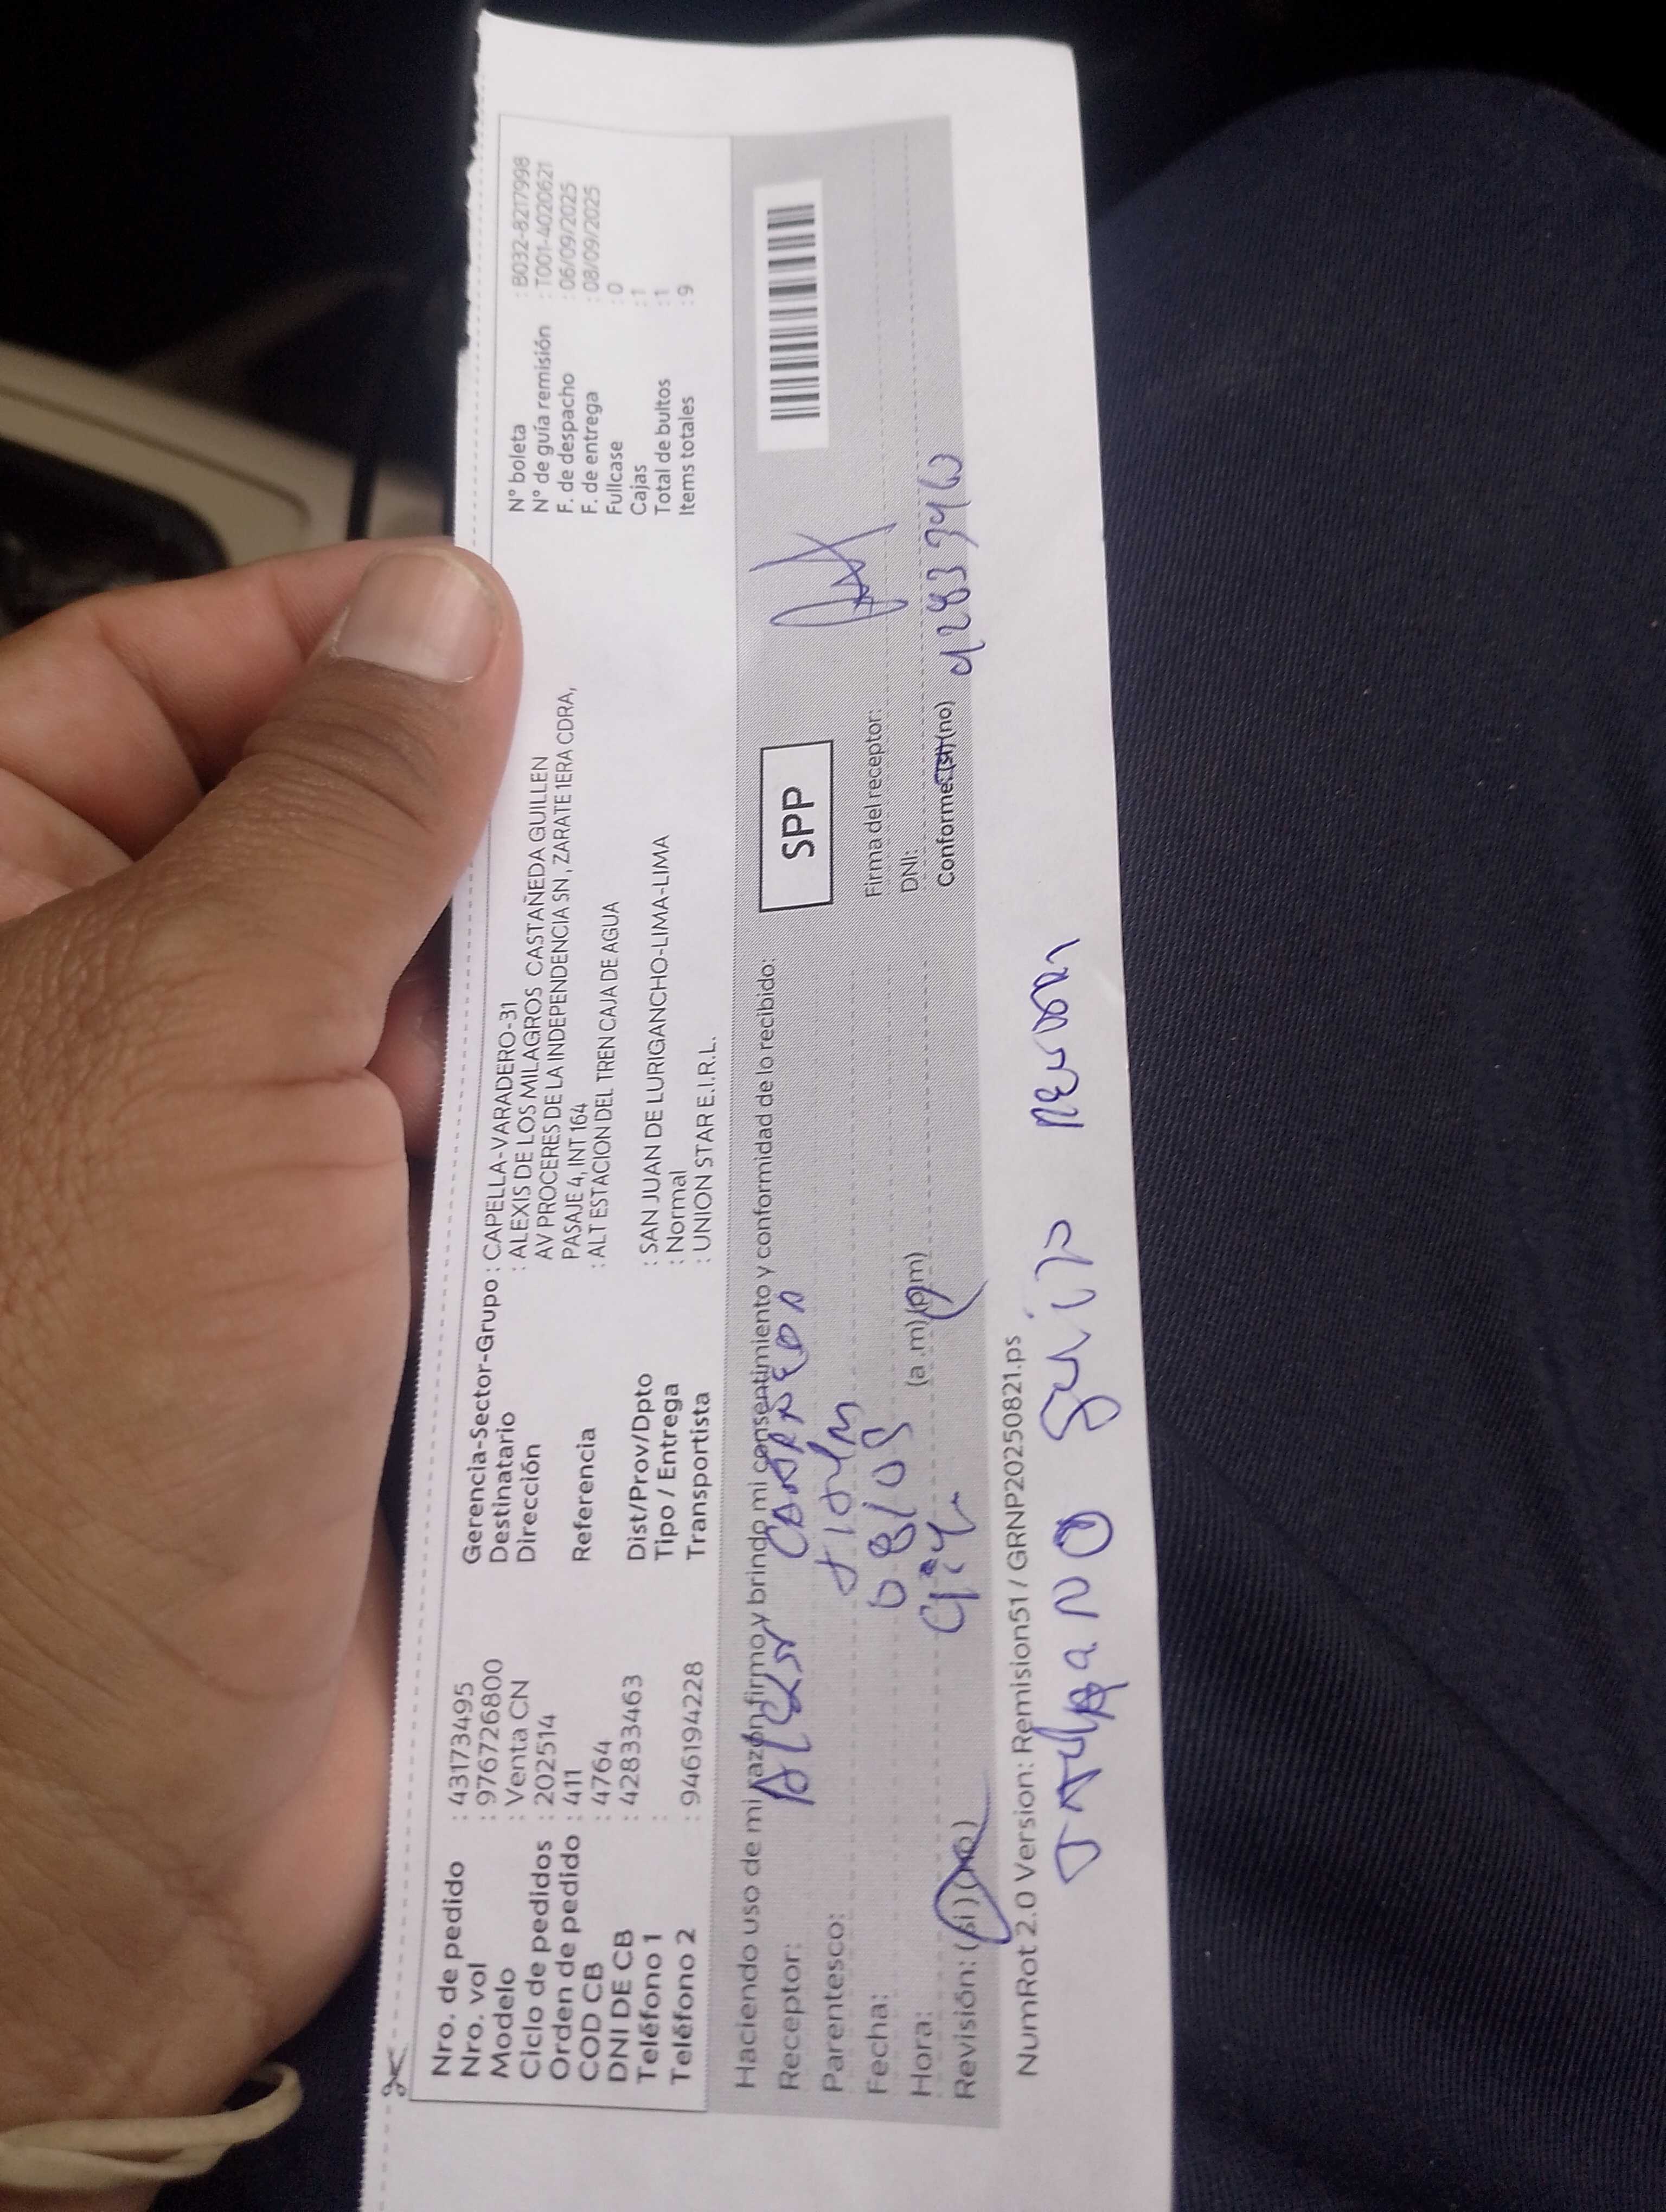 Nro. de pedido : 43173495
Nro. vol : 976726800
Modelo : Venta CN
Ciclo de pedidos : 202514
Orden de pedido : 411
COD CB : 4764
DNI DE CB : 42833463
Teléfono 1 :
Teléfono 2 : 946194228
Gerencia-Sector-Grupo : CAPELLA-VARADERO-31
Destinatario : ALEXIS DE LOS MILAGROS CASTAÑEDA GUILLEN
Dirección AV PROCERES DE LA INDEPENDENCIA SN, ZARATE 1ERA CDRA,
PASAJE 4, INT 164
Referencia : ALT ESTACION DEL TREN CAJA DE AGUA
Dist/Prov/Dpto : SAN JUAN DE LURIGANCHO-LIMA-LIMA
Tipo / Entrega : Normal
Transportista : UNION STAR E.I.R.L.
N° boleta : B032-8217998
N° de guía remisión : T001-4020621
F. de despacho : 06/09/2025
F. de entrega : 08/09/2025
Fullcase : 0
Cajas : 1
Total de bultos : 1
Items totales : 9
Haciendo uso de mi razón firmo y brindo mi consentimiento y conformidad de lo recibido:
Receptor:
Parentesco:
Fecha: 08/09
Hora: (a .m) (pm)
Revisión: (si) (no)
SPP
Firma del receptor:
DNI:
Conforme: (si) (no)
NumRot 2.0 Version: Remision51 / GRNP20250821.ps